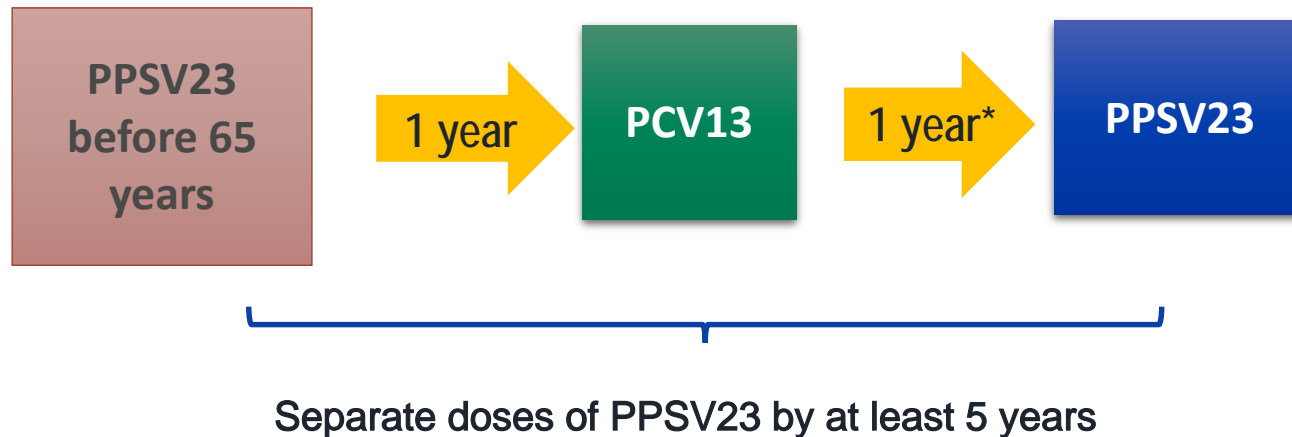 PPSV23
before 65
years
1 year
PCV13
1 year*
PPSV23
Separate doses of PPSV23 by at least 5 years